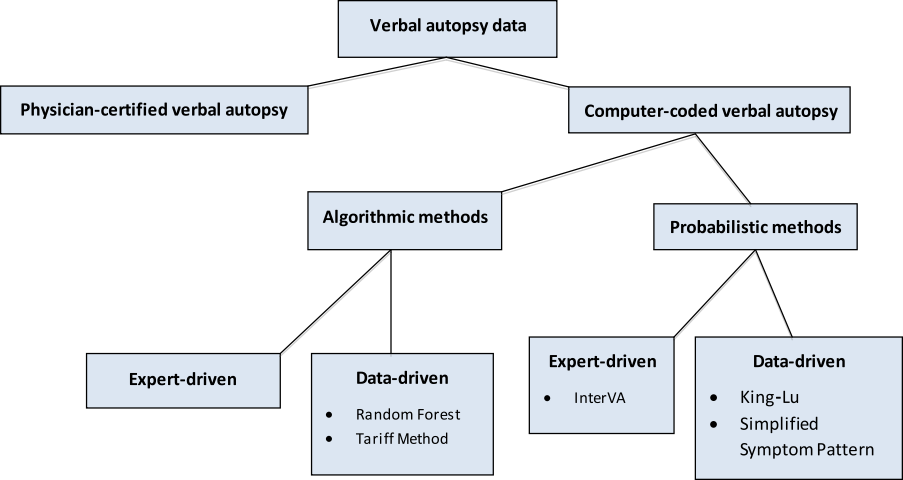 Verbal autopsy data
Physician-certified verbal autopsy
Computer-coded verbal autopsy
Algorithmic methods
Probabilistic methods
Expert-driven
Data-driven
• Random Forest
• Tariff Method
Expert-driven
• InterVA
Data-driven
• King-Lu
• Simplified
Symptom Pattern